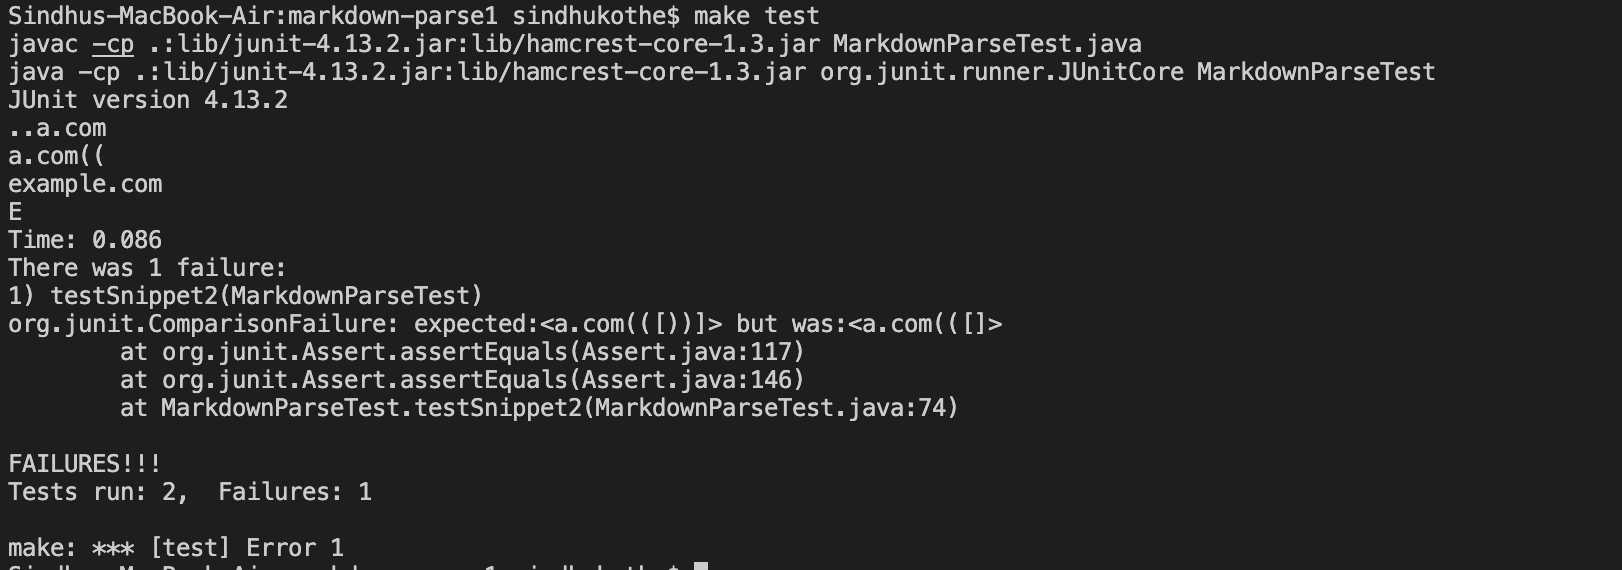 Sindhus-MacBook-Air:markdown-parse1 sindhukothe$ make test
javac -cp .:lib/junit-4.13.2.jar:lib/hamcrest-core-1.3.jar MarkdownParseTest.java
java -cp .:lib/junit-4.13.2.jar:lib/hamcrest-core-1.3.jar org.junit.runner.JUnitCore MarkdownParseTest
JUnit version 4.13.2
..a.com
a.com((
example.com
E
Time: 0.086
There was 1 failure:
1) testSnippet2(MarkdownParseTest)
org.junit.ComparisonFailure: expected:<a.com(([))]> but was:<a.com(([]>
        at org.junit.Assert.assertEquals(Assert.java:117)
        at org.junit.Assert.assertEquals(Assert.java:146)
        at MarkdownParseTest.testSnippet2(MarkdownParseTest.java:74)
FAILURES!!!
Tests run: 2,  Failures: 1
make: *** [test] Error 1